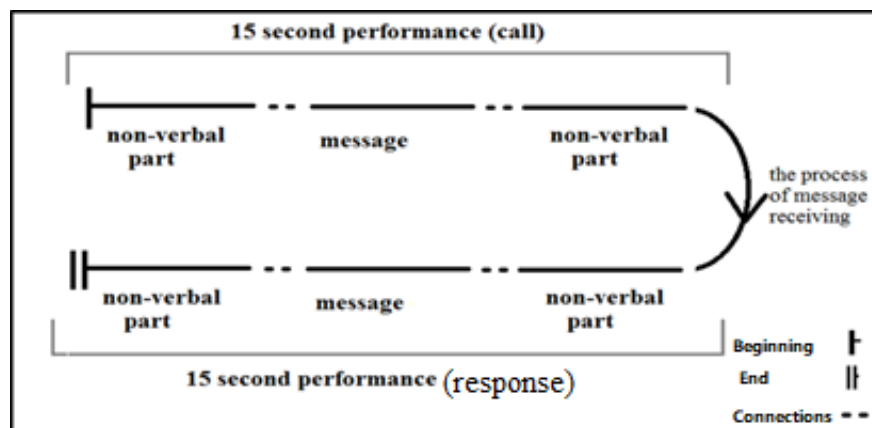 15 second performance (call)
non-verbal
part
message
non-verbal
part
the process
of message
receiving
non-verbal
part
message
non-verbal
part
15 second performance (response)
Beginning
End
Connections